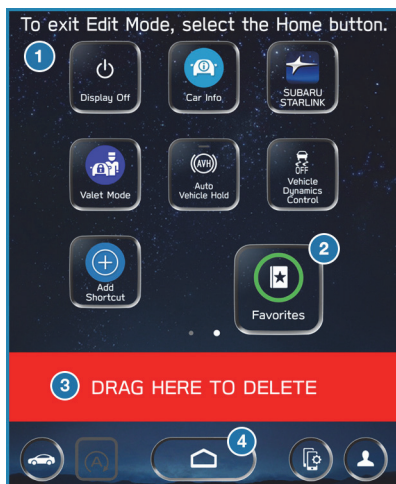 To exit Edit Mode, select the Home button.
1
Display Off
Car Info
SUBARU
STARLINK
Valet Mode
AVH
Auto
Vehicle Hold
OFF
Vehicle
Dynamics
Control
Add
Shortcut
2
Favorites
3
DRAG HERE TO DELETE
4
A